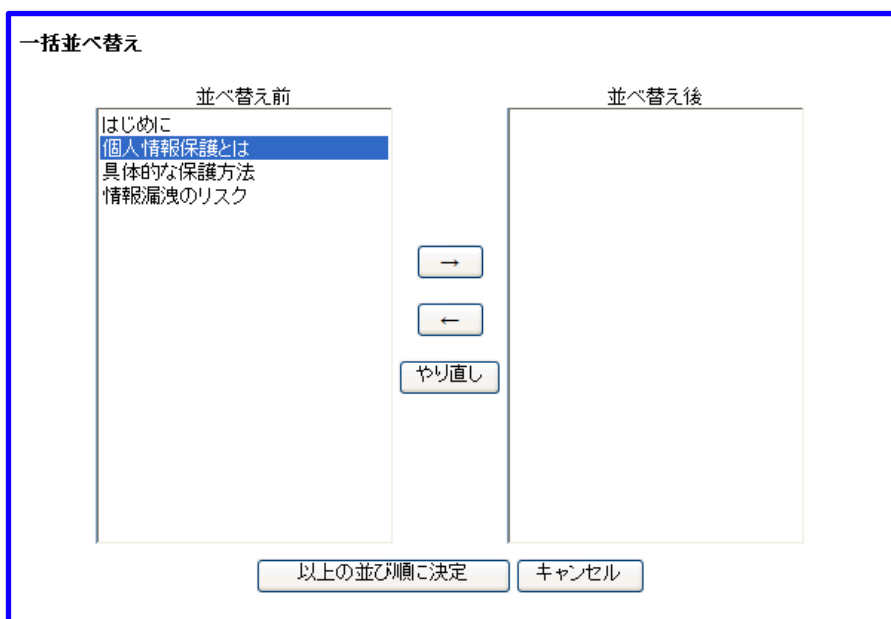 一括並べ替え
並べ替え前
並べ替え後
はじめに
個人情報保護とは
具体的な保護方法
情報漏洩のリスク
→
←
やり直し
以上の並び順に決定
キャンセル